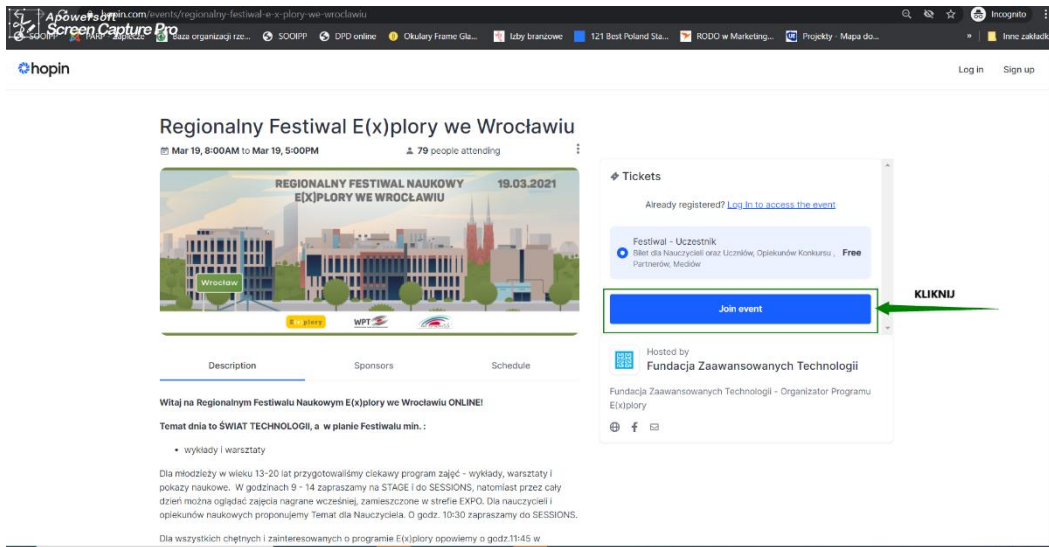 Apowersoft
Screen Capture Pro
hopin.com/events/regionalny-festiwal-e-x-plory-we-wroclawiu
Incognito
SOOIPP
PARP - zaplecze
Baza organizacji rze...
SOOIPP
DPD online
Okulary Frame Gla...
Izby branżowe
121 Best Poland Sta...
RODO w Marketing...
Projekty - Mapa do...
»
Inne zakładk
hopin
Log in
Sign up
Regionalny Festiwal E(x)plory we Wrocławiu
Mar 19, 8:00AM to Mar 19, 5:00PM
79 people attending
REGIONALNY FESTIWAL NAUKOWY
E(X)PLORY WE WROCŁAWIU
19.03.2021
Wrocław
E(x)plory
WPT
Description
Sponsors
Schedule
Witaj na Regionalnym Festiwalu Naukowym E(x)plory we Wrocławiu ONLINE!
Temat dnia to ŚWIAT TECHNOLOGII, a w planie Festiwalu min. :
• wykłady i warsztaty
Dla młodzieży w wieku 13-20 lat przygotowaliśmy ciekawy program zajęć - wykłady, warsztaty i
pokazy naukowe. W godzinach 9 - 14 zapraszamy na STAGE i do SESSIONS, natomiast przez cały
dzień można oglądać zajęcia nagrane wcześniej, zamieszczone w strefie EXPO. Dla nauczycieli i
opiekunów naukowych proponujemy Temat dla Nauczyciela. O godz. 10:30 zapraszamy do SESSIONS.
Dla wszystkich chętnych i zainteresowanych o programie E(x)plory opowiemy o godz.11:45 w
Tickets
Already registered? Log In to access the event
Festiwal - Uczestnik
Bilet dla Nauczycieli oraz Uczniów, Opiekunów Konkursu ,
Partnerów, Mediów
Free
Join event
KLIKNIJ
Hosted by
Fundacja Zaawansowanych Technologii
Fundacja Zaawansowanych Technologii - Organizator Programu
E(x)plory